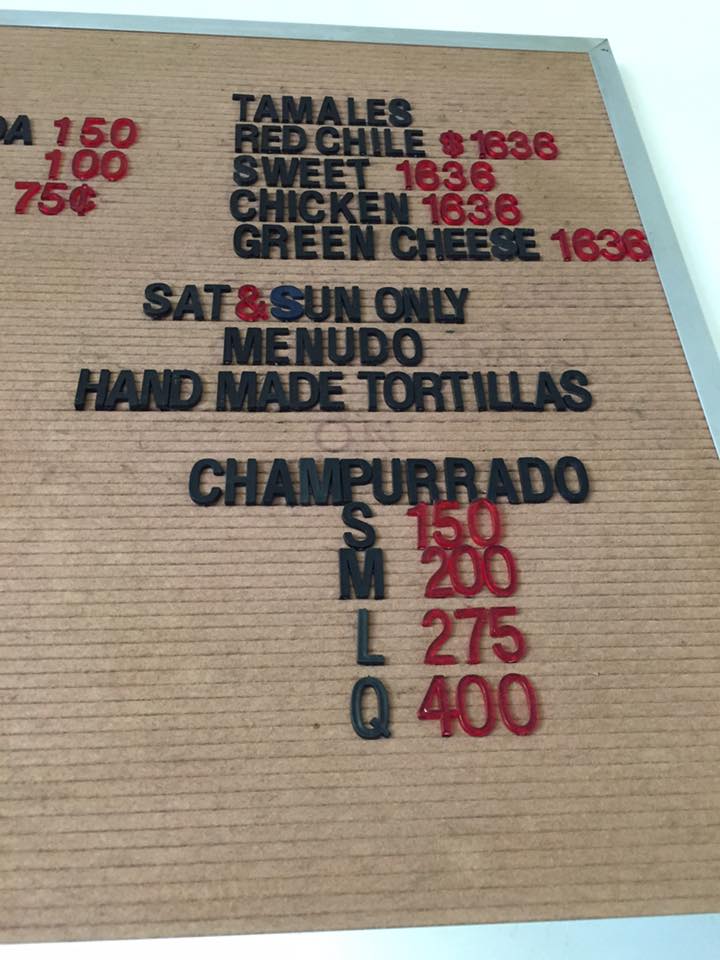 150
100
75¢
TAMALES
RED CHILE $1636
SWEET 1636
CHICKEN 1636
GREEN CHEESE 1636
SAT&SUN ONLY
MENUDO
HAND MADE TORTILLAS
CHAMPURRADO
S 150
M 200
L 275
Q 400